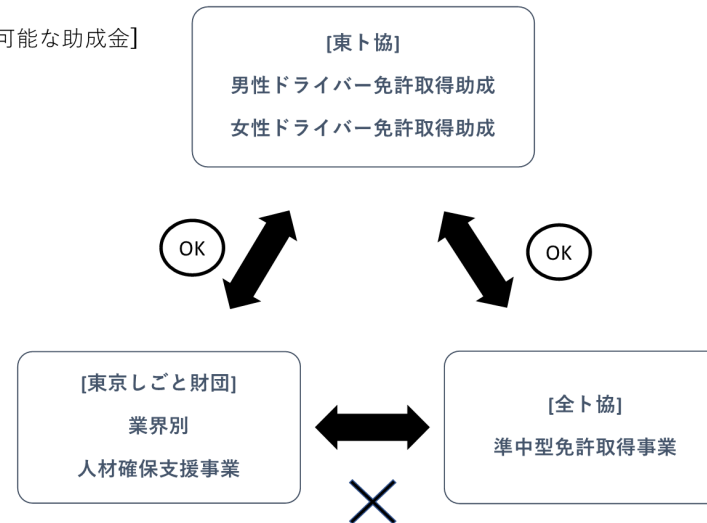 可能な助成金]
[東ト協]
男性ドライバー免許取得助成
女性ドライバー免許取得助成
OK
OK
[東京しごと財団]
業界別
人材確保支援事業
[全ト協]
準中型免許取得事業